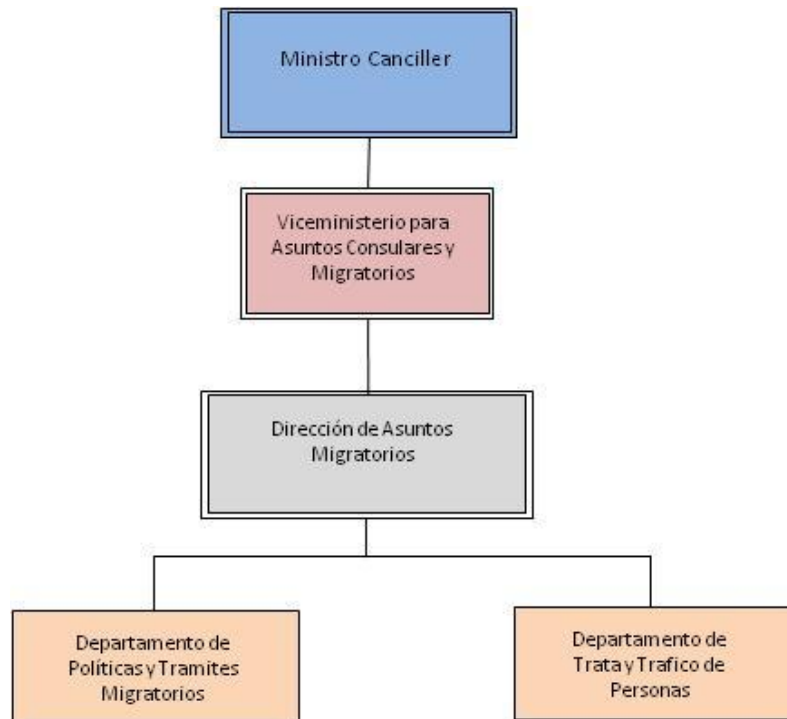 Ministro Canciller
Viceministerio para
Asuntos Consulares y
Migratorios
Dirección de Asuntos
Migratorios
Departamento de
Políticas y Tramites
Migratorios
Departamento de
Trata y Trafico de
Personas